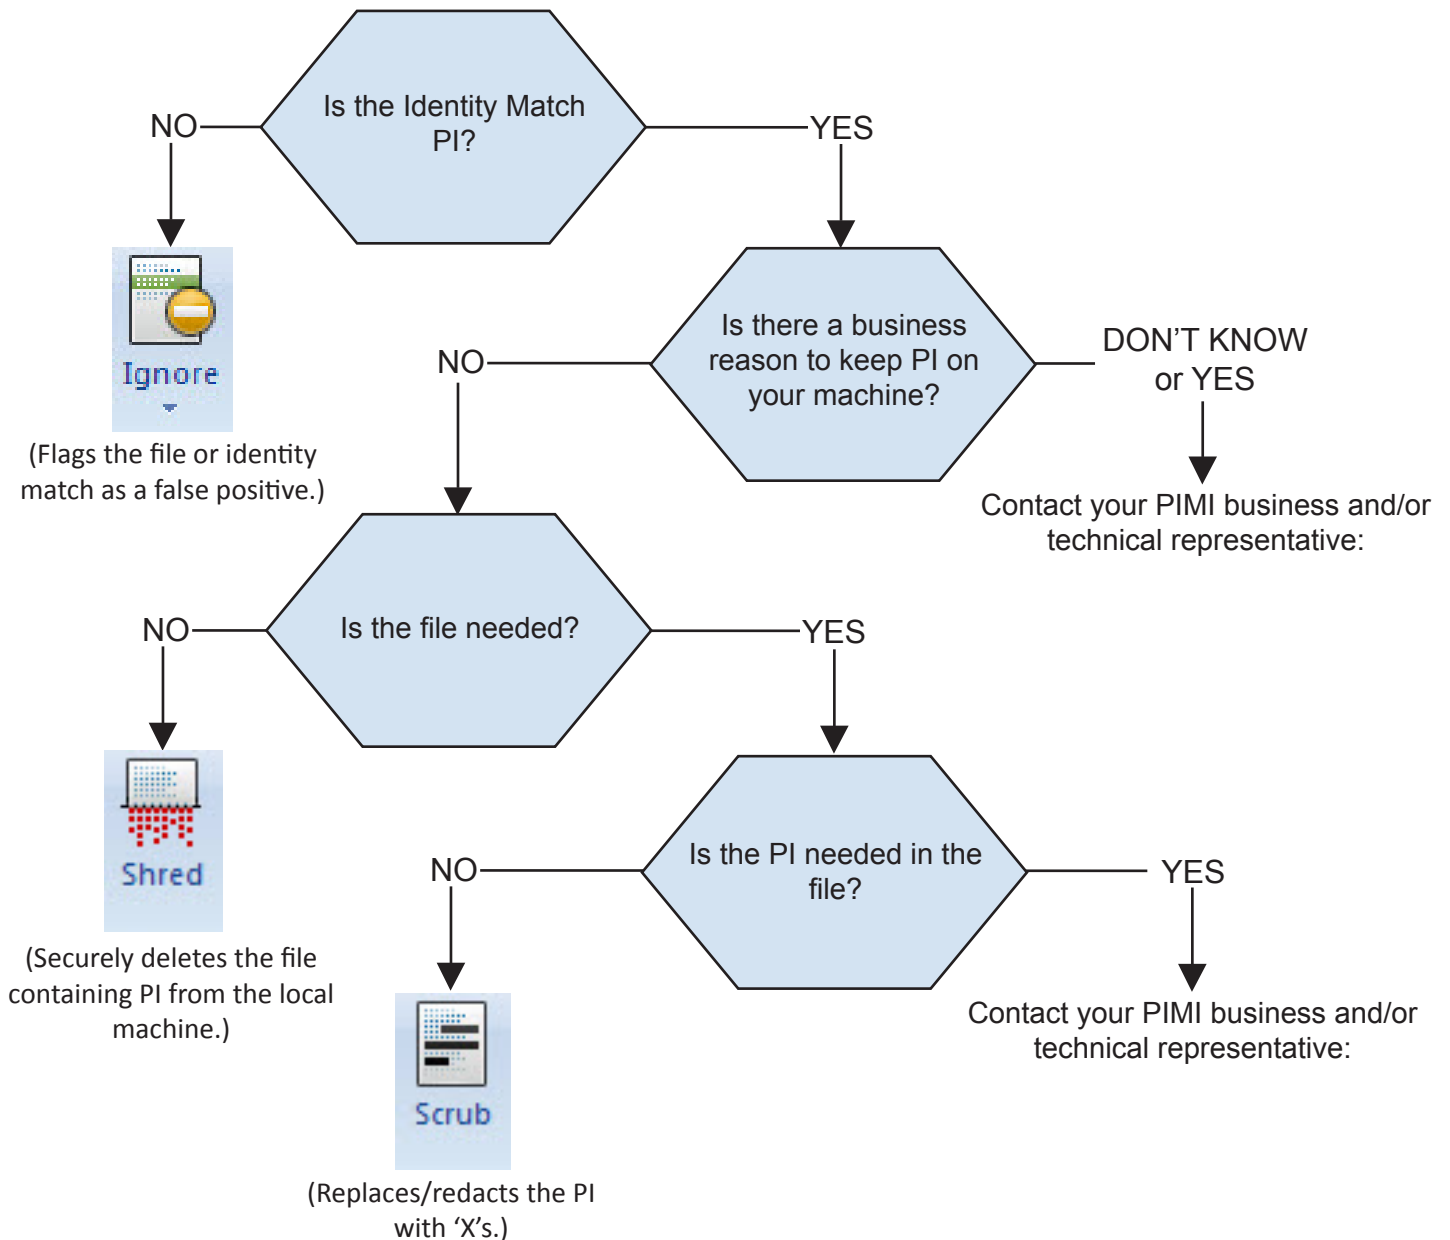 Is the Identity Match
PI?
NO
YES
Ignore
(Flags the file or identity
match as a false positive.)
Is there a business
reason to keep PI on
your machine?
NO
DON’T KNOW
or YES
Contact your PIMI business and/or
technical representative:
Is the file needed?
NO
YES
Shred
(Securely deletes the file
containing PI from the local
machine.)
Is the PI needed in the
file?
NO
YES
Scrub
(Replaces/redacts the PI
with ‘X’s.)
Contact your PIMI business and/or
technical representative: